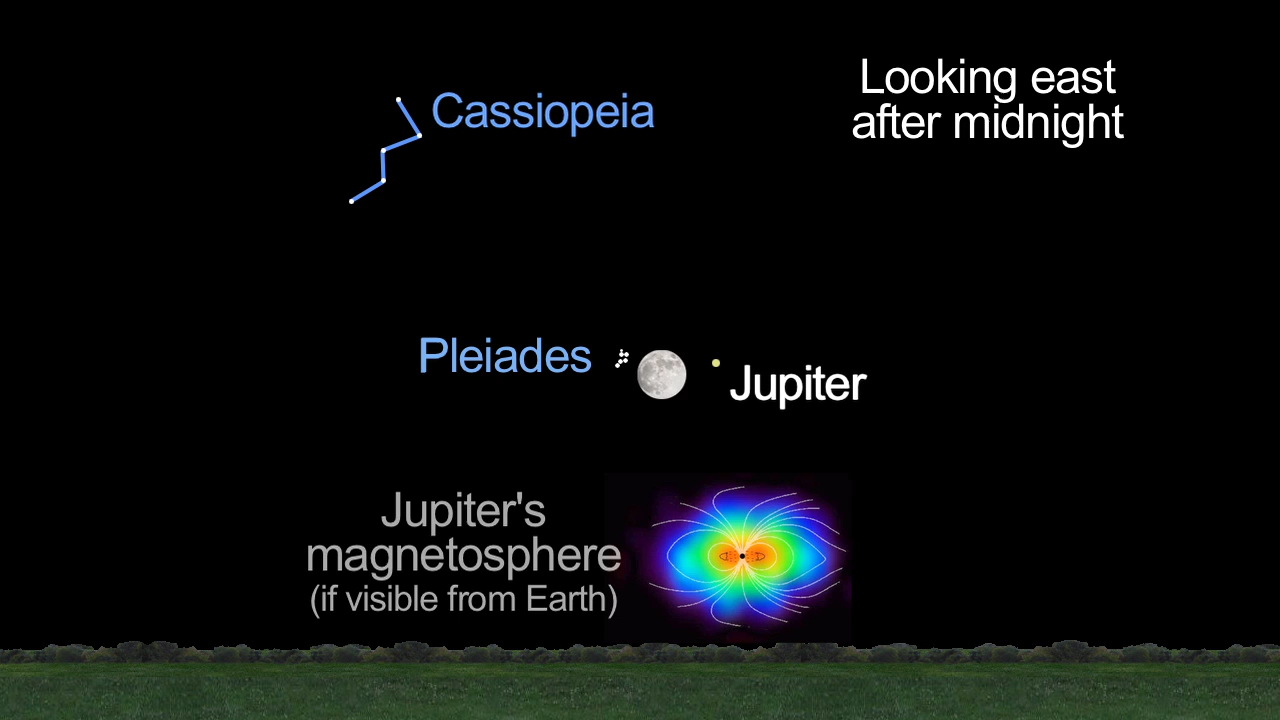 Looking east
after midnight
Cassiopeia
Pleiades
Jupiter
Jupiter's
magnetosphere
(if visible from Earth)